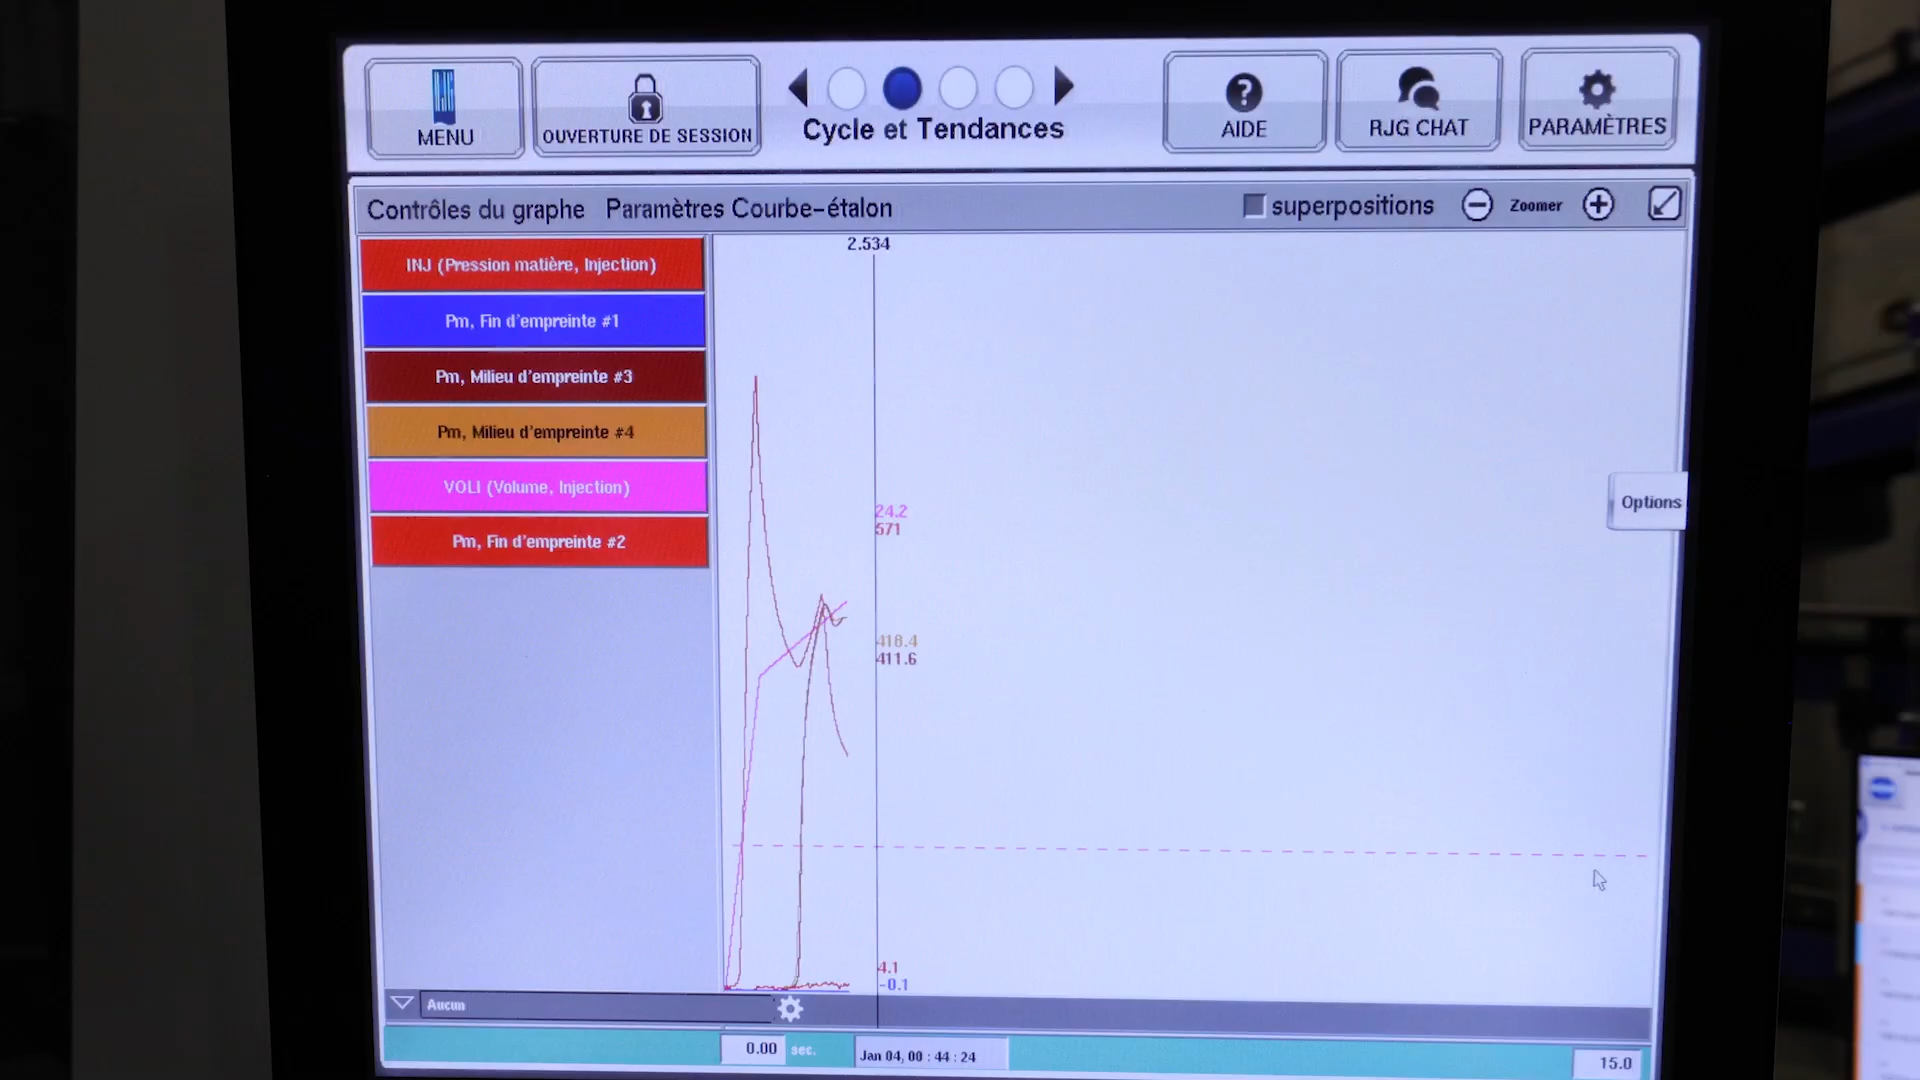 RJG
MENU
OUVERTURE DE SESSION
Cycle et Tendances
?
AIDE
RJG CHAT
PARAMÈTRES
Contrôles du graphe Paramètres Courbe-étalon
superpositions
Zoomer
INJ (Pression matière, Injection)
Pm, Fin d'empreinte #1
Pm, Milieu d'empreinte #3
Pm, Milieu d'empreinte #4
VOLI (Volume, Injection)
Pm, Fin d'empreinte #2
2.534
24.2
571
418.4
411.6
4.1
-0.1
Options
Aucun
0.00 sec.
Jan 04, 00 : 44 : 24
15.0